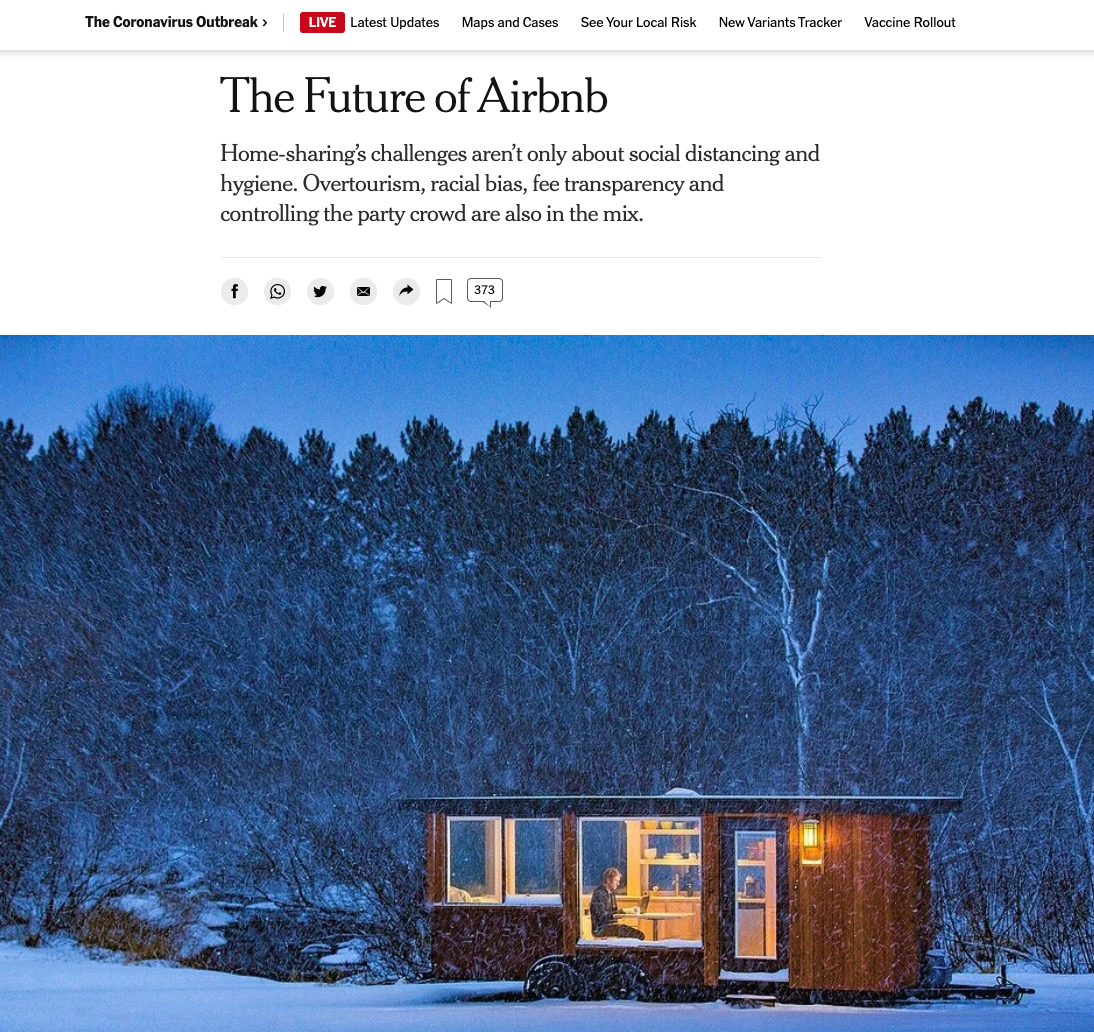 The Coronavirus Outbreak › LIVE Latest Updates Maps and Cases See Your Local Risk New Variants Tracker Vaccine Rollout
The Future of Airbnb
Home-sharing’s challenges aren’t only about social distancing and
hygiene. Overtourism, racial bias, fee transparency and
controlling the party crowd are also in the mix.
373